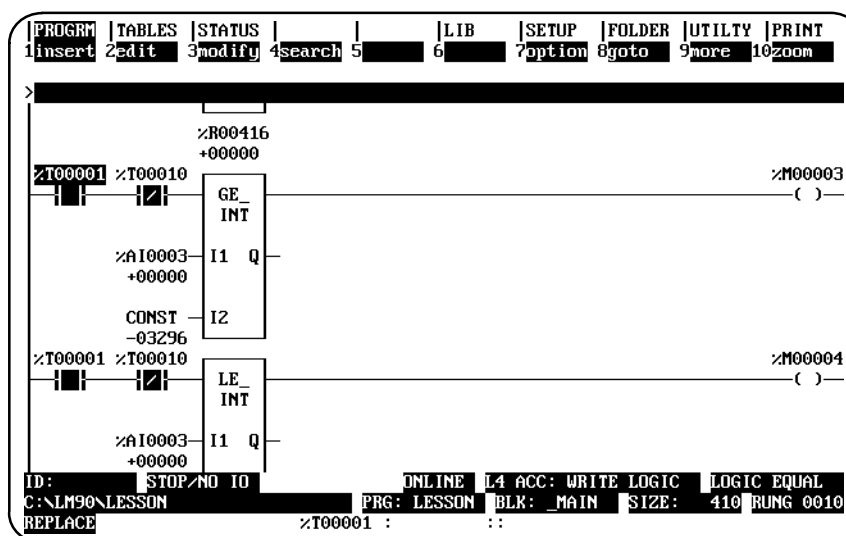 |PROGRM |TABLES |STATUS | | |LIB |SETUP |FOLDER |UTILTY |PRINT
1insert 2edit 3modify 4search 5 6 7option 8goto 9more 10zoom
>
%R00416
+00000
%T00001 %T00010 %M00003
GE_
INT
%AI0003 I1 Q
+00000
CONST I2
-03296
%T00001 %T00010 %M00004
LE_
INT
%AI0003 I1 Q
+00000
ID: STOP/NO IO ONLINE L4 ACC: WRITE LOGIC LOGIC EQUAL
C:\LM90\LESSON PRG: LESSON BLK: _MAIN SIZE: 410 RUNG 0010
REPLACE %T00001 : ::